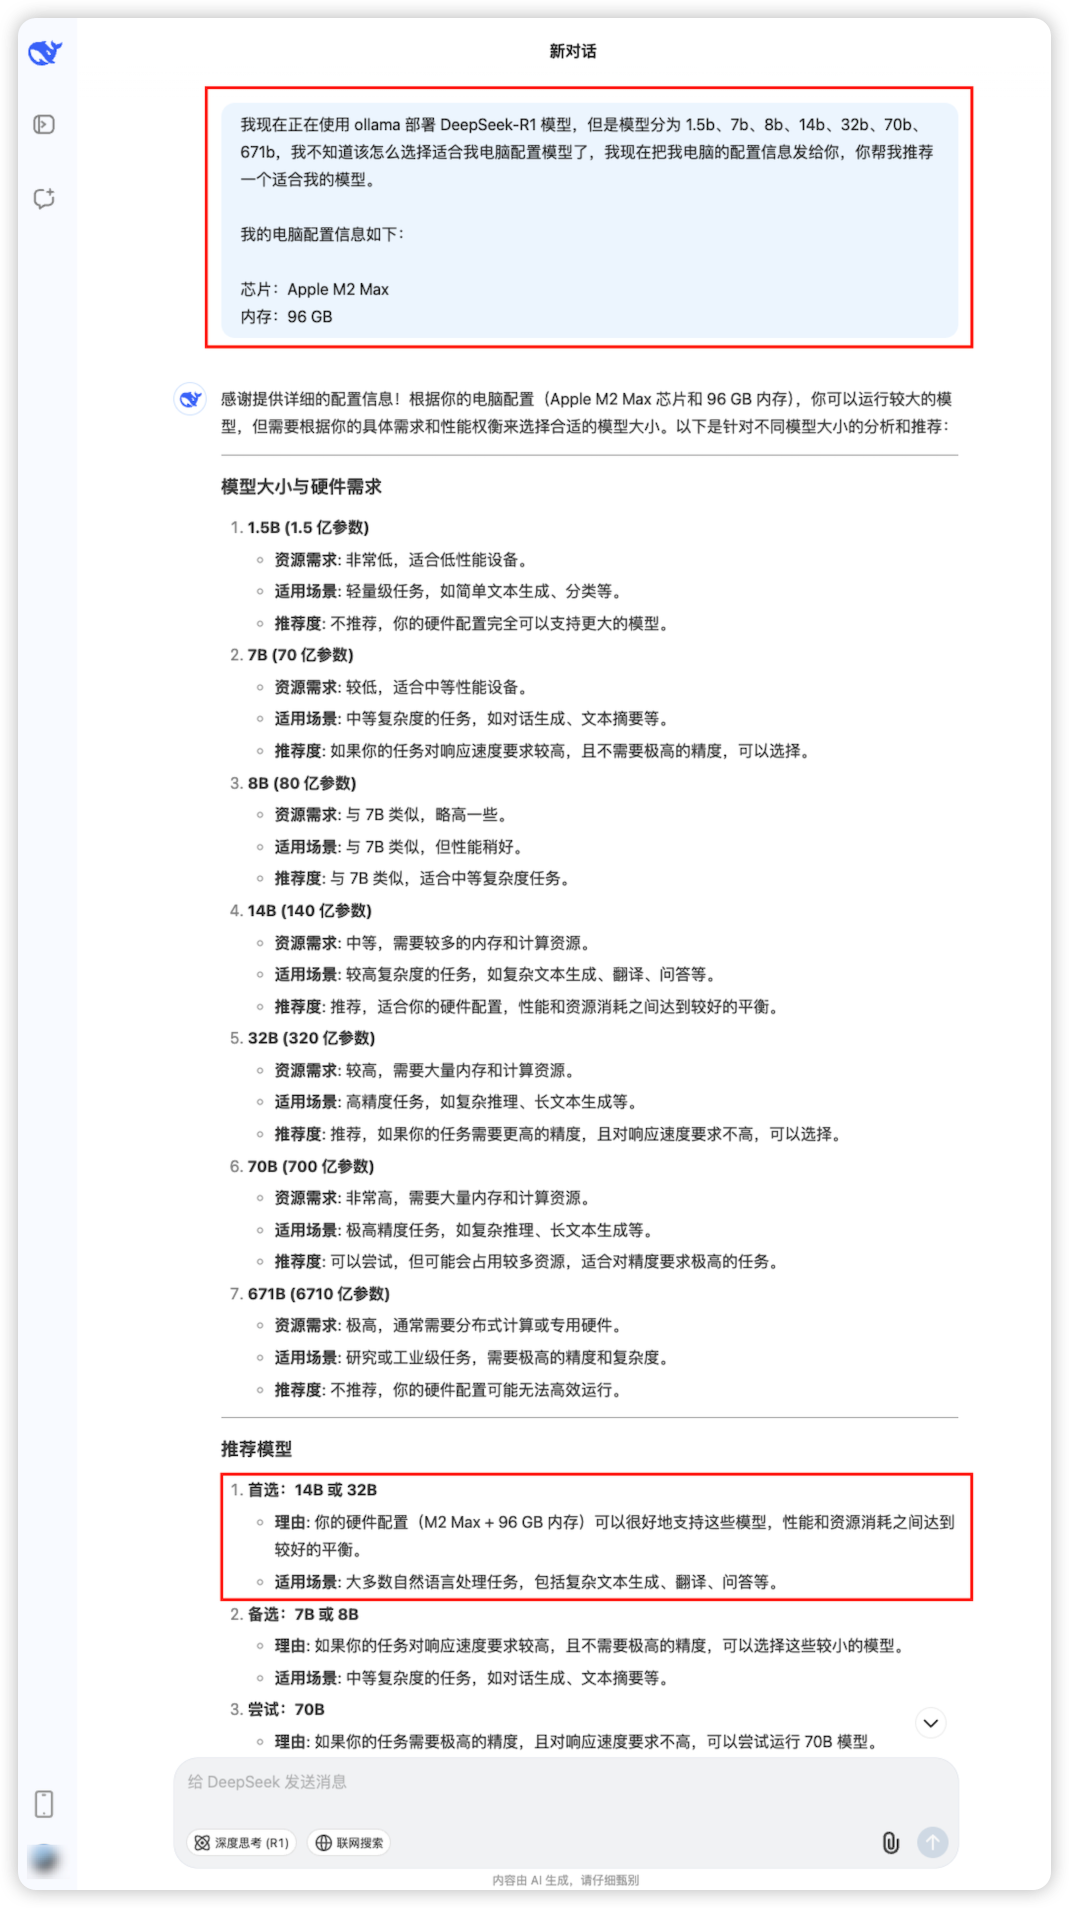 新对话
我现在正在使用 ollama 部署 DeepSeek-R1 模型，但是模型分为 1.5b、7b、8b、14b、32b、70b、
671b，我不知道该怎么选择适合我电脑配置模型了，我现在把我电脑的配置信息发给你，你帮我推荐
一个适合我的模型。
我的电脑配置信息如下：
芯片：Apple M2 Max
内存：96 GB
感谢提供详细的配置信息！根据你的电脑配置（Apple M2 Max 芯片和 96 GB 内存），你可以运行较大的模
型，但需要根据你的具体需求和性能权衡来选择合适的模型大小。以下是针对不同模型大小的分析和推荐：
模型大小与硬件需求
1. 1.5B (1.5 亿参数)
◦ 资源需求: 非常低，适合低性能设备。
◦ 适用场景: 轻量级任务，如简单文本生成、分类等。
◦ 推荐度: 不推荐，你的硬件配置完全可以支持更大的模型。
2. 7B (70 亿参数)
◦ 资源需求: 较低，适合中等性能设备。
◦ 适用场景: 中等复杂度的任务，如对话生成、文本摘要等。
◦ 推荐度: 如果你的任务对响应速度要求较高，且不需要极高的精度，可以选择。
3. 8B (80 亿参数)
◦ 资源需求: 与 7B 类似，略高一些。
◦ 适用场景: 与 7B 类似，但性能稍好。
◦ 推荐度: 与 7B 类似，适合中等复杂度任务。
4. 14B (140 亿参数)
◦ 资源需求: 中等，需要较多的内存和计算资源。
◦ 适用场景: 较高复杂度的任务，如复杂文本生成、翻译、问答等。
◦ 推荐度: 推荐，适合你的硬件配置，性能和资源消耗之间达到较好的平衡。
5. 32B (320 亿参数)
◦ 资源需求: 较高，需要大量内存和计算资源。
◦ 适用场景: 高精度任务，如复杂推理、长文本生成等。
◦ 推荐度: 推荐，如果你的任务需要更高的精度，且对响应速度要求不高，可以选择。
6. 70B (700 亿参数)
◦ 资源需求: 非常高，需要大量内存和计算资源。
◦ 适用场景: 极高精度任务，如复杂推理、长文本生成等。
◦ 推荐度: 可以尝试，但可能会占用较多资源，适合对精度要求极高的任务。
7. 671B (6710 亿参数)
◦ 资源需求: 极高，通常需要分布式计算或专用硬件。
◦ 适用场景: 研究或工业级任务，需要极高的精度和复杂度。
◦ 推荐度: 不推荐，你的硬件配置可能无法高效运行。
推荐模型
1. 首选：14B 或 32B
◦ 理由: 你的硬件配置（M2 Max + 96 GB 内存）可以很好地支持这些模型，性能和资源消耗之间达到
较好的平衡。
◦ 适用场景: 大多数自然语言处理任务，包括复杂文本生成、翻译、问答等。
2. 备选：7B 或 8B
◦ 理由: 如果你的任务对响应速度要求较高，且不需要极高的精度，可以选择这些较小的模型。
◦ 适用场景: 中等复杂度的任务，如对话生成、文本摘要等。
3. 尝试：70B
◦ 理由: 如果你的任务需要极高的精度，且对响应速度要求不高，可以尝试运行 70B 模型。
给 DeepSeek 发送消息
深度思考 (R1) 联网搜索
内容由 AI 生成，请仔细甄别